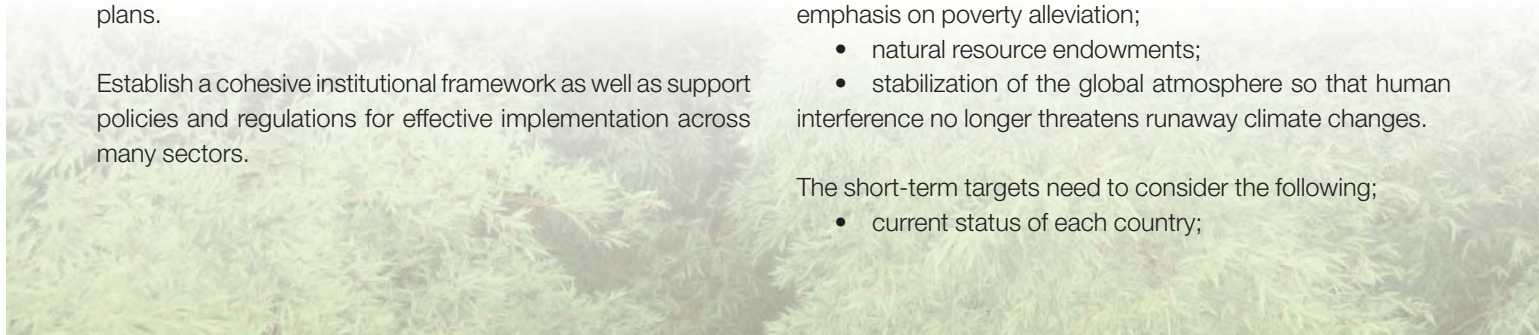 plans.
Establish a cohesive institutional framework as well as support
policies and regulations for effective implementation across
many sectors.
emphasis on poverty alleviation;
• natural resource endowments;
• stabilization of the global atmosphere so that human
interference no longer threatens runaway climate changes.
The short-term targets need to consider the following;
• current status of each country;